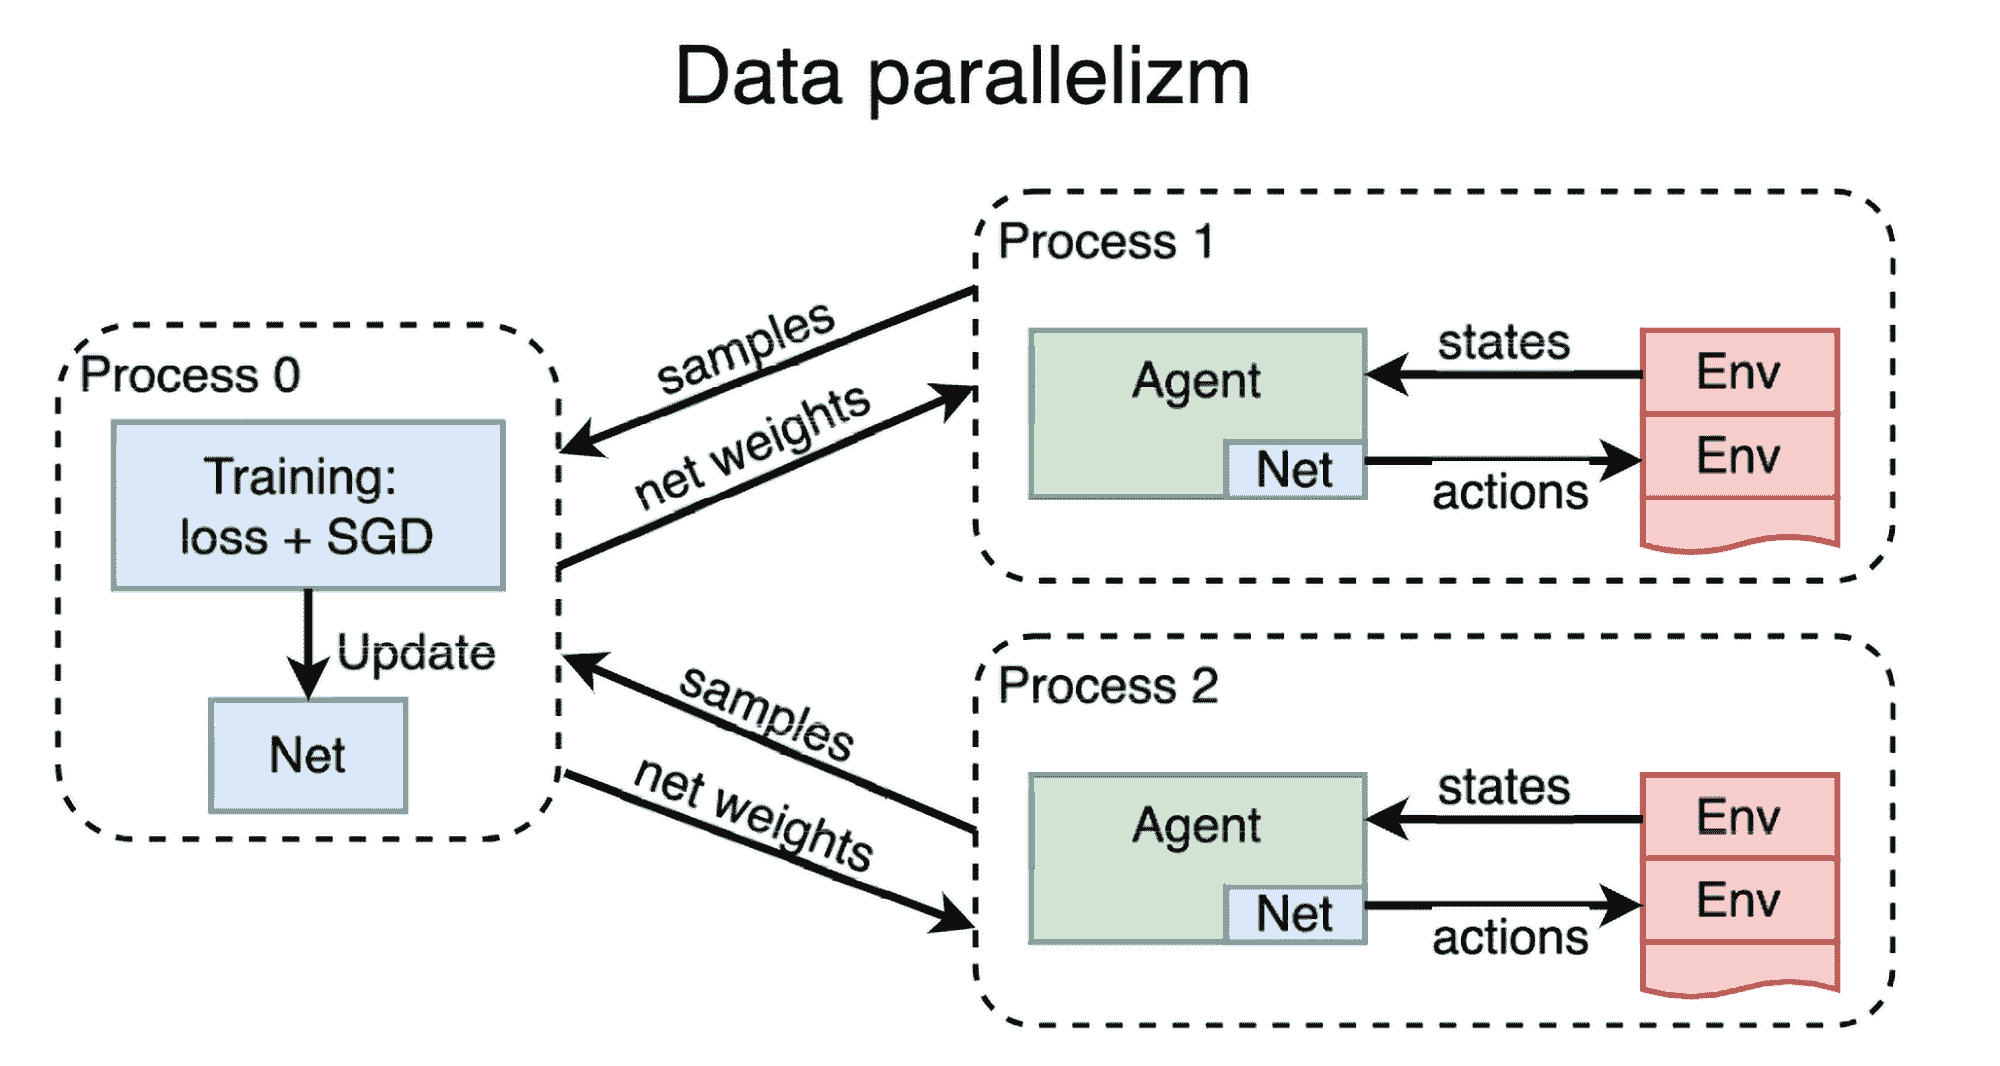 Data parallelizm
Process 0
Training:
loss + SGD
Update
Net
samples
net weights
samples
net weights
Process 1
Agent
Net
states
actions
Env
Env
Process 2
Agent
Net
states
actions
Env
Env